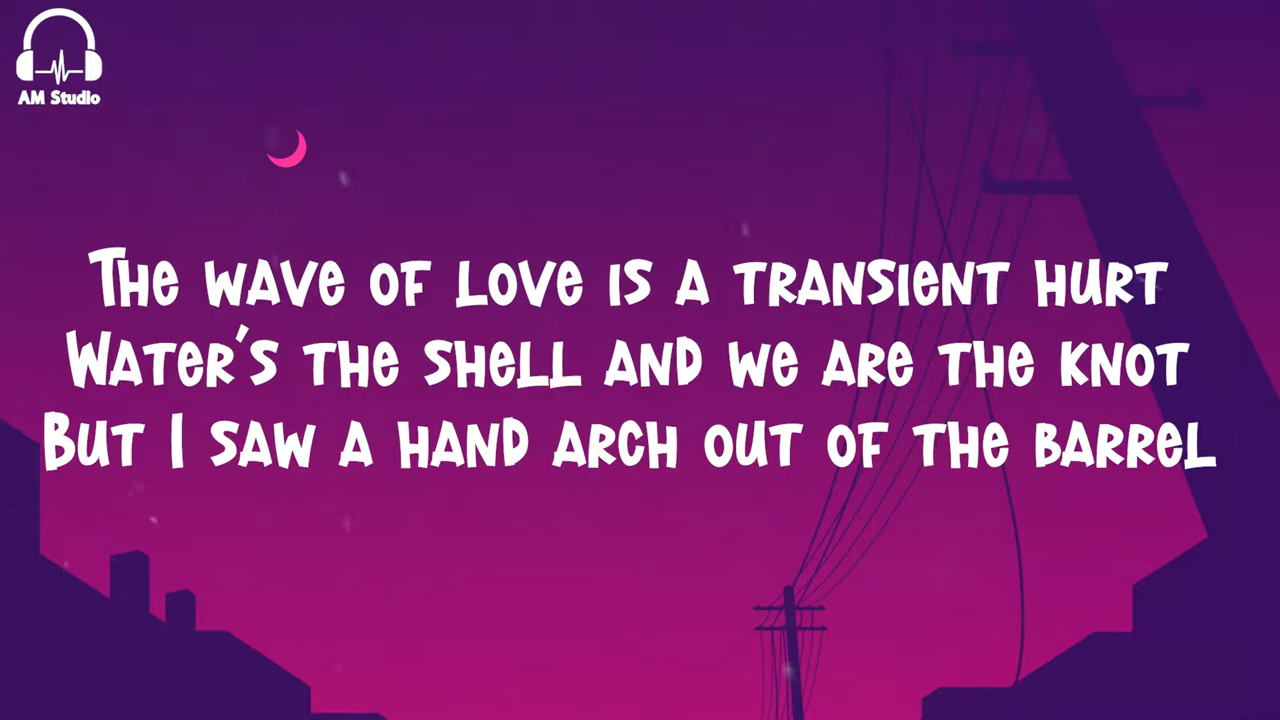 AM Studio
The wave of love is a transient hurt
Water's the shell and we are the knot
But I saw a hand arch out of the barrel